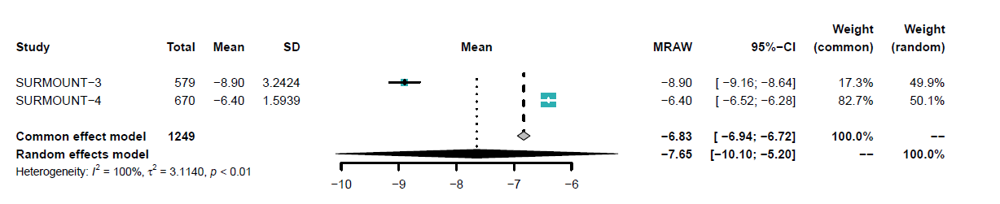 Weight Weight
Study Total Mean SD Mean MRAW 95%−CI (common) (random)
SURMOUNT−3 579 −8.90 3.2424 −8.90 [ −9.16; −8.64] 17.3% 49.9%
SURMOUNT−4 670 −6.40 1.5939 −6.40 [ −6.52; −6.28] 82.7% 50.1%
Common effect model 1249 −6.83 [ −6.94; −6.72] 100.0% −−
Random effects model −7.65 [−10.10; −5.20] −− 100.0%
Heterogeneity: I² = 100%, τ² = 3.1140, p < 0.01
−10 −9 −8 −7 −6